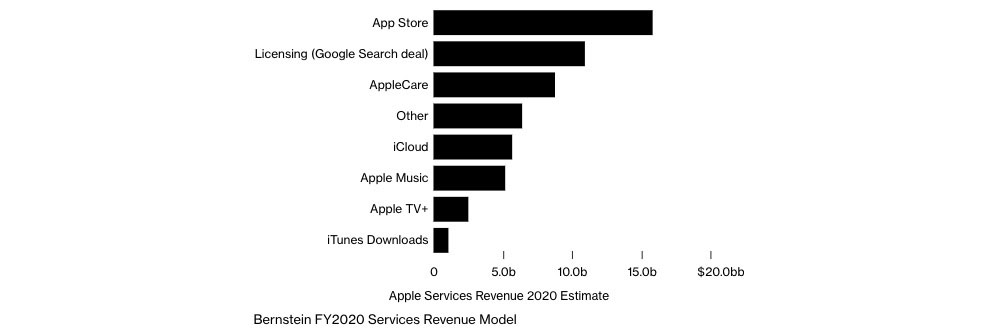 App Store
Licensing (Google Search deal)
AppleCare
Other
iCloud
Apple Music
Apple TV+
iTunes Downloads
0 5.0b 10.0b 15.0b $20.0bb
Apple Services Revenue 2020 Estimate
Bernstein FY2020 Services Revenue Model